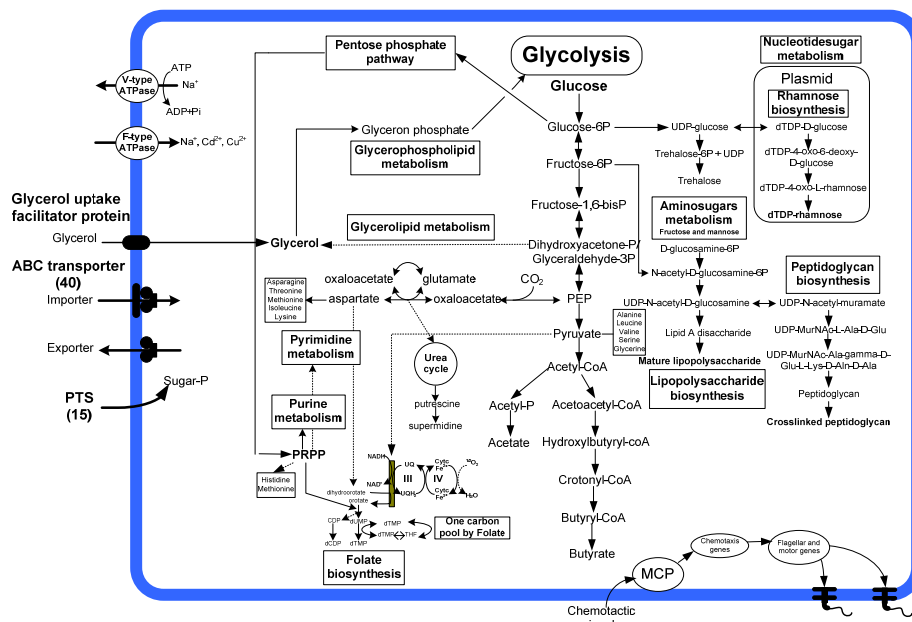 Pentose phosphate
pathway
Glycolysis
Glucose
Nucleotidesugar
metabolism
Plasmid
Rhamnose
biosynthesis
V-type
ATPase
ATP
Na+
ADP+Pi
F-type
ATPase
Na+, Cd2+, Cu2+
Glyceron phosphate
Glycerophospholipid
metabolism
Glucose-6P
UDP-glucose
dTDP-D-glucose
Trehalose-6P + UDP
Trehalose
dTDP-4-oxo-6-deoxy-
D-glucose
dTDP-4-oxo-L-rhamnose
dTDP-rhamnose
Fructose-6P
Fructose-1,6-bisP
Aminosugars
metabolism
Fructose and mannose
Glycerol uptake
facilitator protein
Glycerol
Glycerol
Glycerolipid metabolism
Dihydroxyacetone-P/
Glyceraldehyde-3P
D-glucosamine-6P
N-acetyl-D-glucosamine-6P
Peptidoglycan
biosynthesis
ABC transporter
(40)
Importer
Exporter
Asparagine
Threonine
Methionine
Isoleucine
Lysine
oxaloacetate
glutamate
aspartate
oxaloacetate
CO2
PEP
UDP-N-acetyl-D-glucosamine
UDP-N-acetyl-muramate
Pyruvate
Alanine
Leucine
Valine
Serine
Glycerine
Lipid A disaccharide
Mature lipopolysaccharide
Lipopolysaccharide
biosynthesis
UDP-MurNAc-L-Ala-D-Glu
UDP-MurNAc-Ala-gamma-D-
Glu-L-Lys-D-Aln-D-Ala
Peptidoglycan
Crosslinked peptidoglycan
Pyrimidine
metabolism
Urea
cycle
putrescine
supermidine
Acetyl-CoA
Acetyl-P
Acetate
Acetoacetyl-CoA
Hydroxylbutyryl-coA
Crotonyl-CoA
Butyryl-CoA
Butyrate
PTS
(15)
Sugar-P
Purine
metabolism
PRPP
Histidine
Methionine
NADH
NAD+
UQ
UQH2
III
Cytc
Fe2+
IV
Cytc
Fe3+
½O2
H2O
dihydroorotate
orotate
CDP
dCDP
dUMP
dTMP
dTMP
dTMP
THF
One carbon
pool by Folate
Folate
biosynthesis
MCP
Chemotaxis
genes
Flagellar and
motor genes
Chemotactic